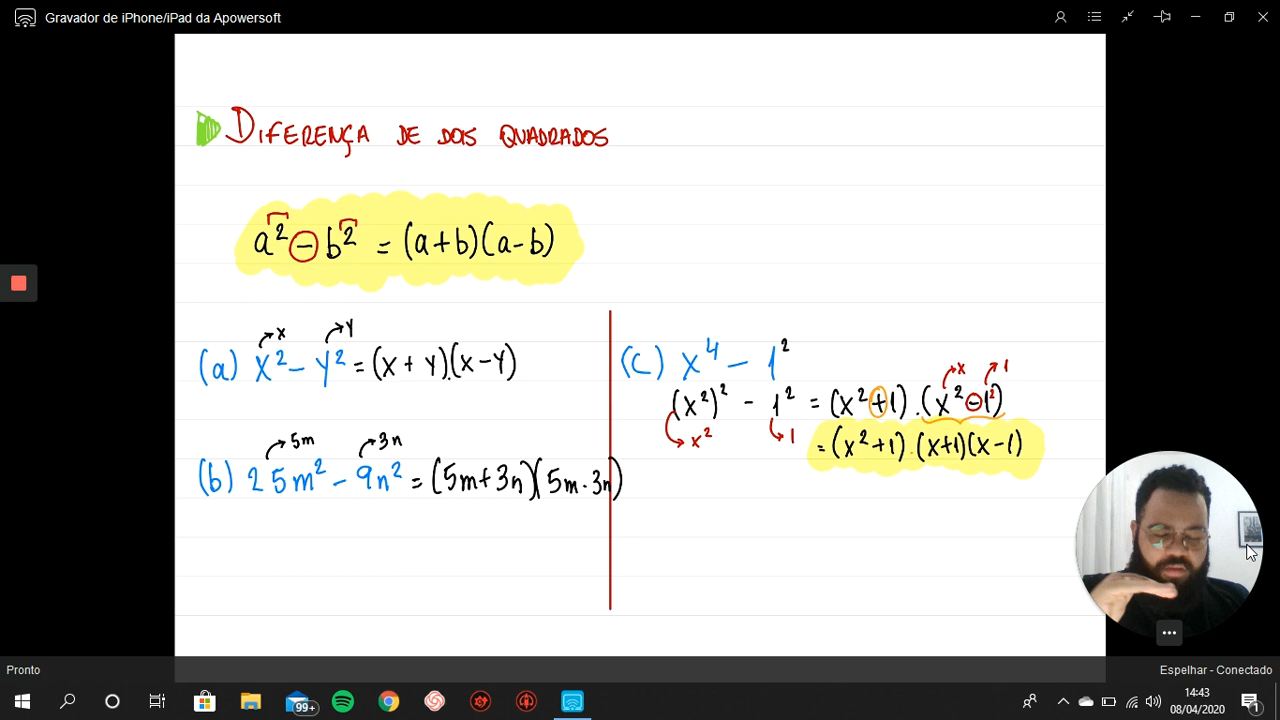 Gravador de iPhone/iPad da Apowersoft
DIFERENÇA DE DOIS QUADRADOS
a² - b² = (a+b)(a-b)
x y
(a) x² - y² = (x + y).(x - y)
5m 3n
(b) 25m² - 9n² = (5m+3n)(5m-3n)
(c) x⁴ - 1²
x 1
(x²)² - 1² = (x²+1).(x²-1²)
x² 1
= (x²+1).(x+1)(x-1)
Pronto
Espelhar - Conectado
99+
14:43
08/04/2020
1